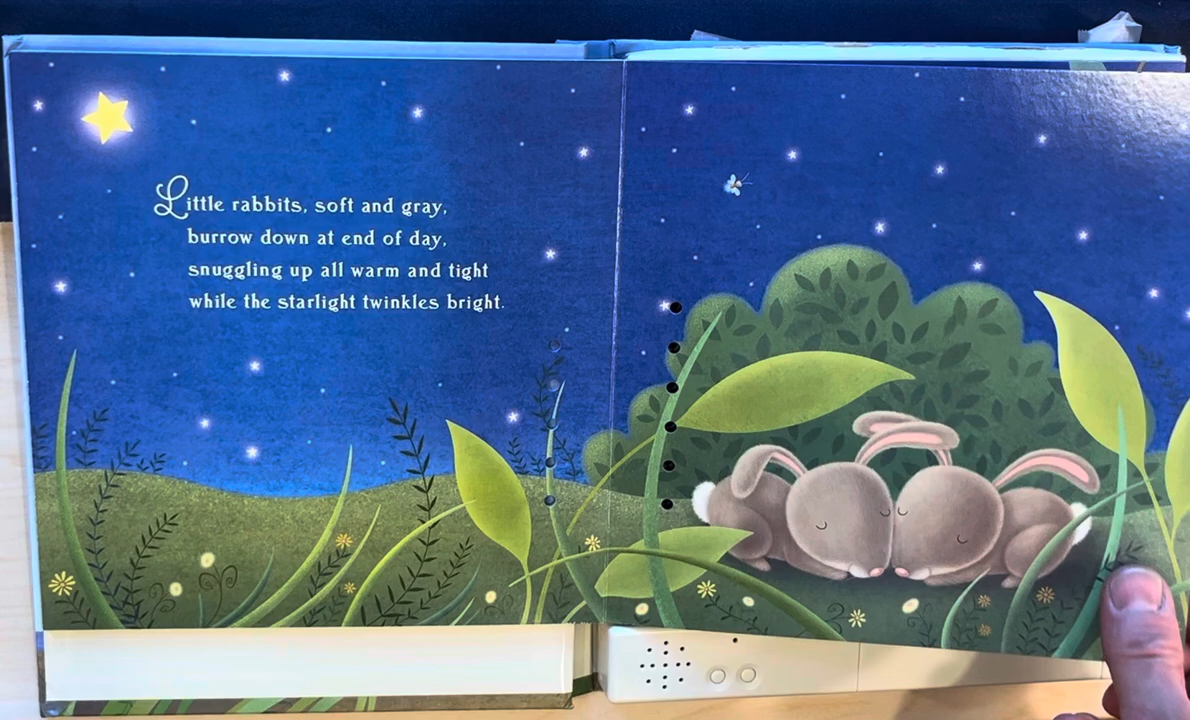 Little rabbits, soft and gray,
burrow down at end of day,
snuggling up all warm and tight
while the starlight twinkles bright.